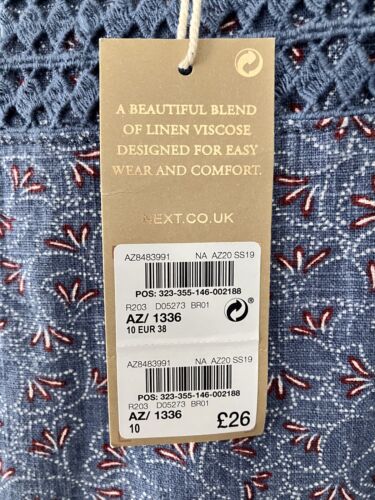 A BEAUTIFUL BLEND
OF LINEN VISCOSE
DESIGNED FOR EASY
WEAR AND COMFORT.
NEXT.CO.UK
AZ8483991 NA AZ20 SS19
POS: 323-355-146-002188
R203 D05273 BR01
AZ/ 1336
10 EUR 38
AZ8483991 NA AZ20 SS19
POS: 323-355-146-002188
R203 D05273 BR01
AZ/ 1336
10 £26